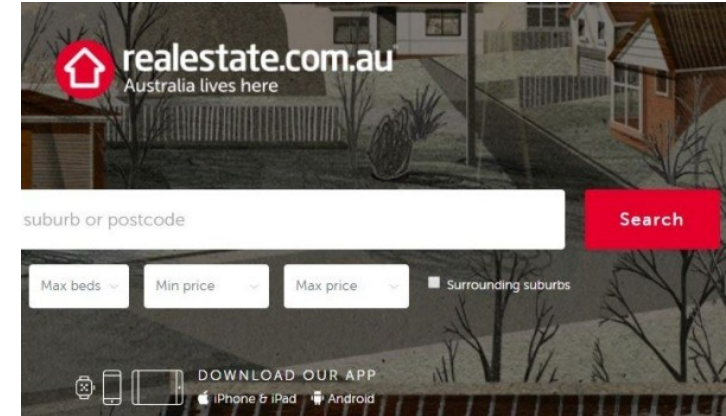 realestate.com.au
Australia lives here
suburb or postcode
Search
Max beds
Min price
Max price
Surrounding suburbs
DOWNLOAD OUR APP
iPhone & iPad
Android